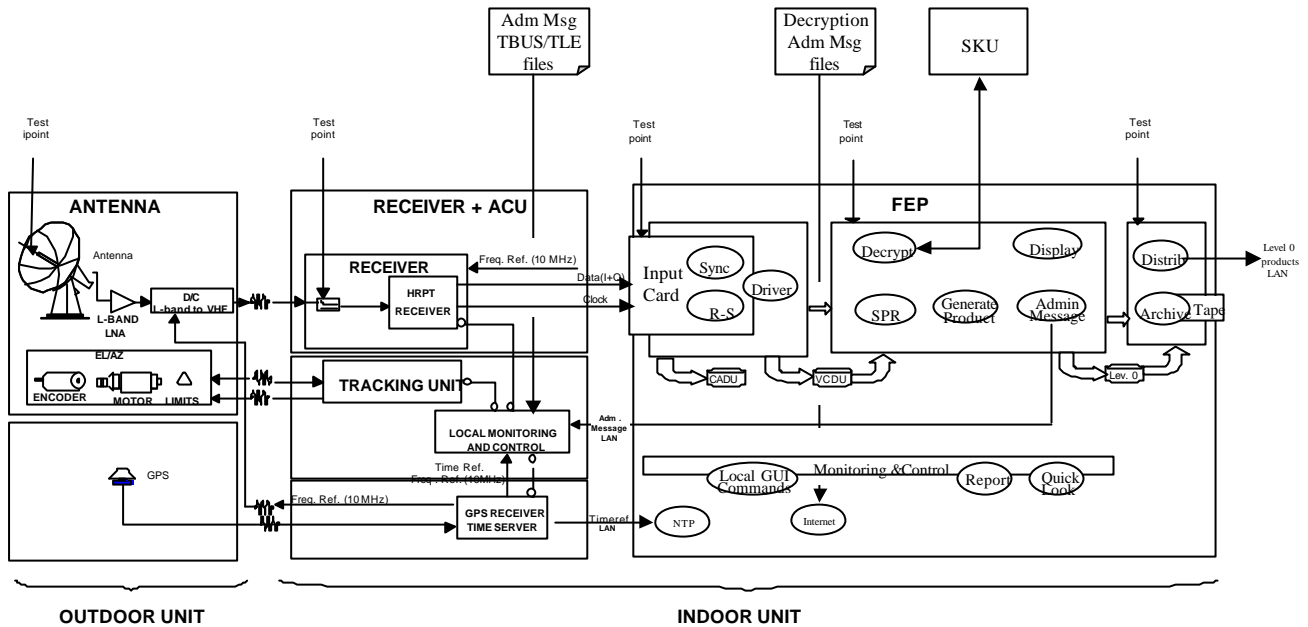 Adm Msg
TBUS/TLE
files
Decryption
Adm Msg
files
SKU
Test
ipoint
Test
point
Test
point
Test
point
Test
point
ANTENNA
RECEIVER + ACU
FEP
Antenna
L-BAND
LNA
D/C
L-band to VHF
RECEIVER
Freq. Ref. (10 MHz)
HRPT
RECEIVER
Data(I+Q)
Clock
Input
Card
Sync
R-S
Driver
Decrypt
Display
SPR
Generate
Product
Admin
Message
Distrib
Archive
Tape
Level 0
products
LAN
EL/AZ
ENCODER
MOTOR
LIMITS
TRACKING UNIT
CADU
VCDU
Lev. 0
LOCAL MONITORING
AND CONTROL
Adm.
Message
LAN
Time Ref.
Freq. Ref. (10MHz)
GPS
Freq. Ref. (10 MHz)
GPS RECEIVER
TIME SERVER
Timeref
LAN
Monitoring &Control
Local GUI
Commands
Report
Quick
Look
NTP
Internet
OUTDOOR UNIT
INDOOR UNIT